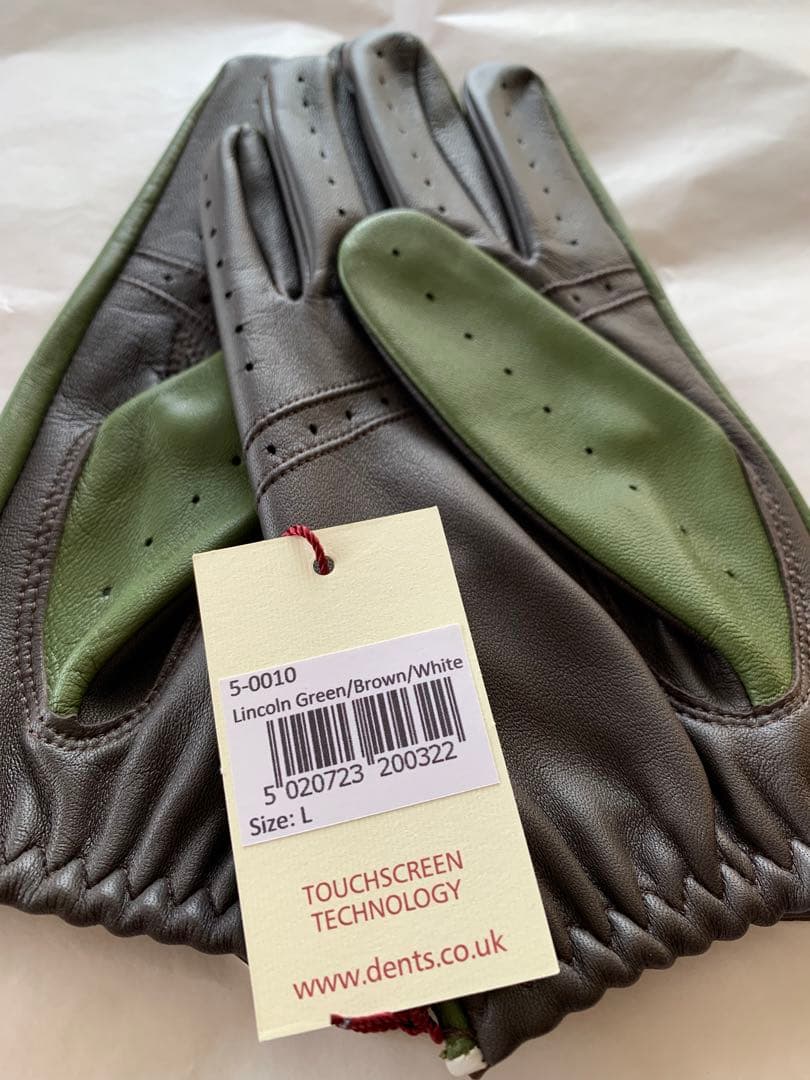 5-0010
Lincoln Green/Brown/White
5 020723 200322
Size: L
TOUCHSCREEN
TECHNOLOGY
www.dents.co.uk